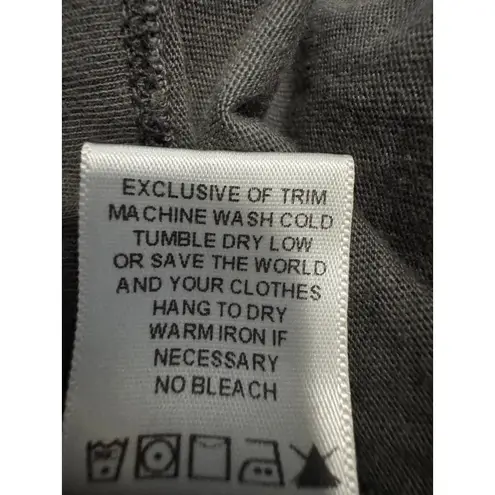 EXCLUSIVE OF TRIM
MACHINE WASH COLD
TUMBLE DRY LOW
OR SAVE THE WORLD
AND YOUR CLOTHES
HANG TO DRY
WARM IRON IF
NECESSARY
NO BLEACH